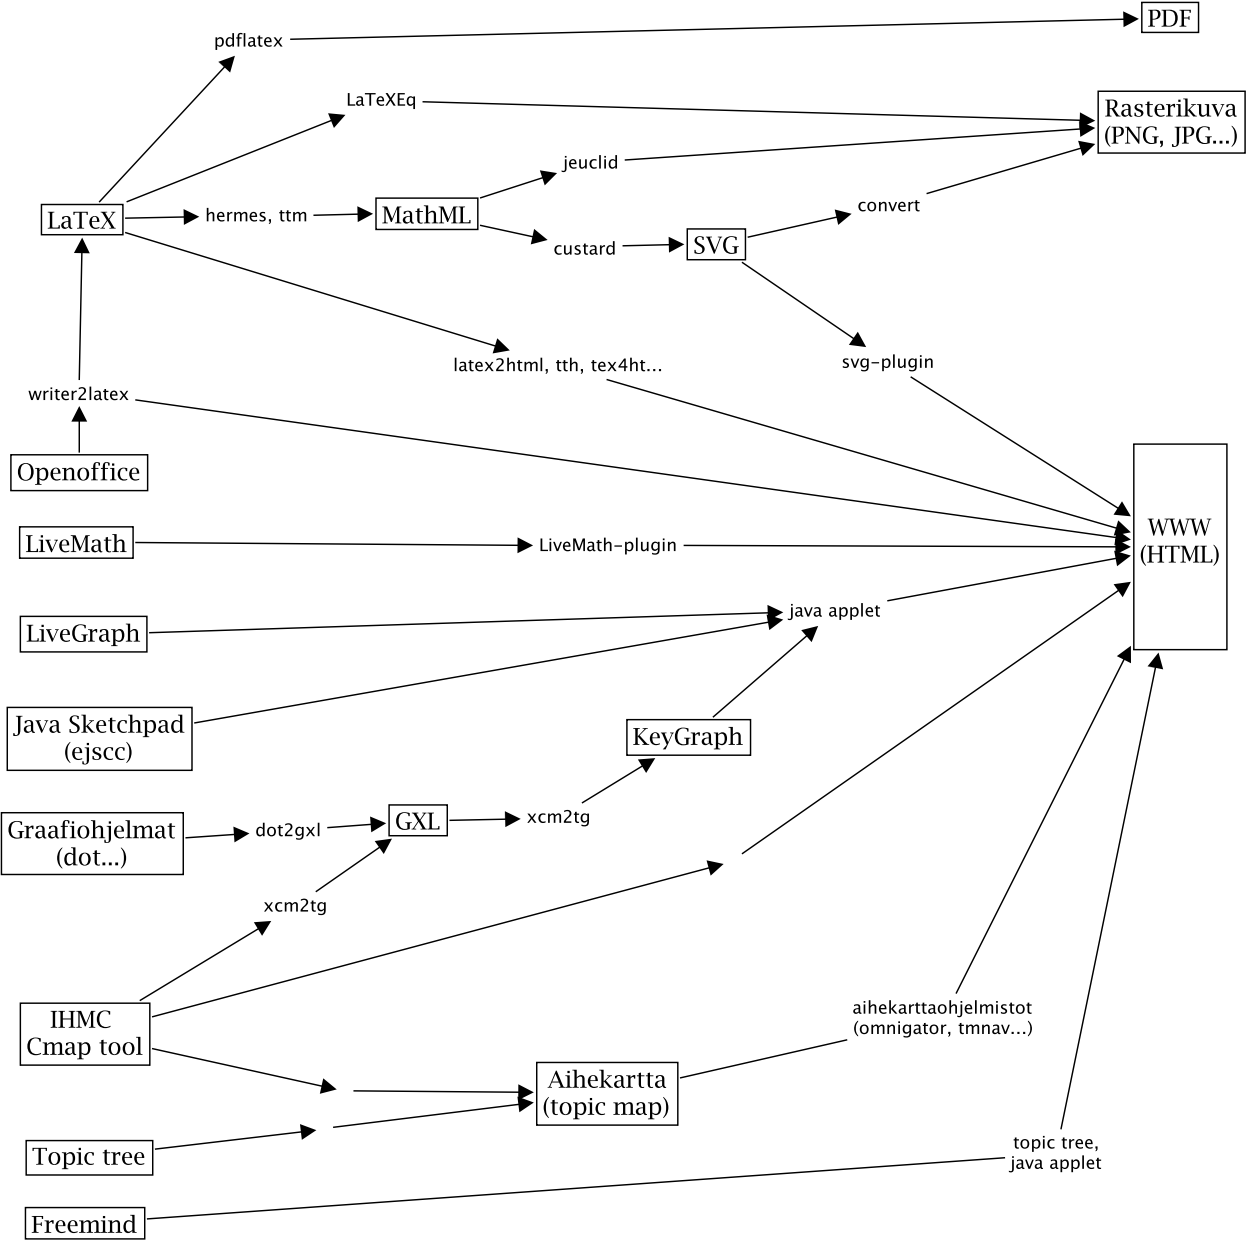 PDF
pdflatex
LaTeXEq
Rasterikuva
(PNG, JPG...)
jeuclid
convert
LaTeX
hermes, ttm
MathML
custard
SVG
latex2html, tth, tex4ht...
svg-plugin
writer2latex
Openoffice
WWW
(HTML)
LiveMath
LiveMath-plugin
LiveGraph
java applet
Java Sketchpad
(ejscc)
KeyGraph
Graafiohjelmat
(dot...)
dot2gxl
GXL
xcm2tg
xcm2tg
IHMC
Cmap tool
aihekarttaohjelmistot
(omnigator, tmnav...)
Aihekartta
(topic map)
Topic tree
topic tree,
java applet
Freemind